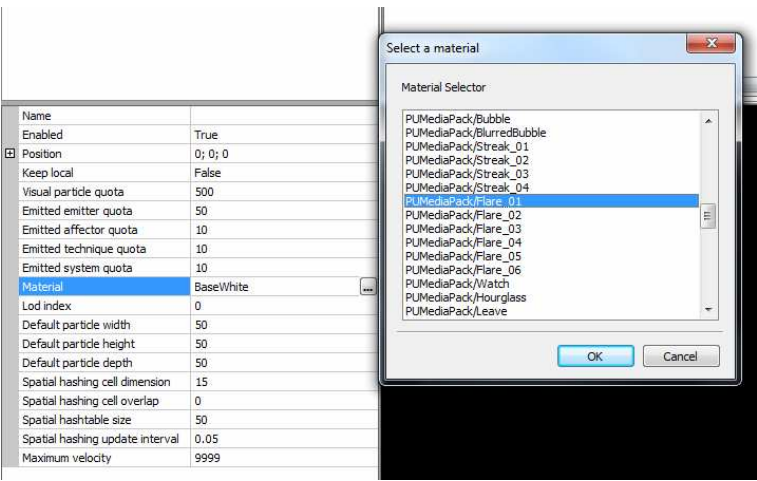 Name
Enabled True
Position 0; 0; 0
Keep local False
Visual particle quota 500
Emitted emitter quota 50
Emitted affector quota 10
Emitted technique quota 10
Emitted system quota 10
Material BaseWhite ...
Lod index 0
Default particle width 50
Default particle height 50
Default particle depth 50
Spatial hashing cell dimension 15
Spatial hashing cell overlap 0
Spatial hashtable size 50
Spatial hashing update interval 0.05
Maximum velocity 9999
Select a material
Material Selector
PUMediaPack/Bubble
PUMediaPack/BlurredBubble
PUMediaPack/Streak_01
PUMediaPack/Streak_02
PUMediaPack/Streak_03
PUMediaPack/Streak_04
PUMediaPack/Flare_01
PUMediaPack/Flare_02
PUMediaPack/Flare_03
PUMediaPack/Flare_04
PUMediaPack/Flare_05
PUMediaPack/Flare_06
PUMediaPack/Watch
PUMediaPack/Hourglass
PUMediaPack/Leave
OK Cancel